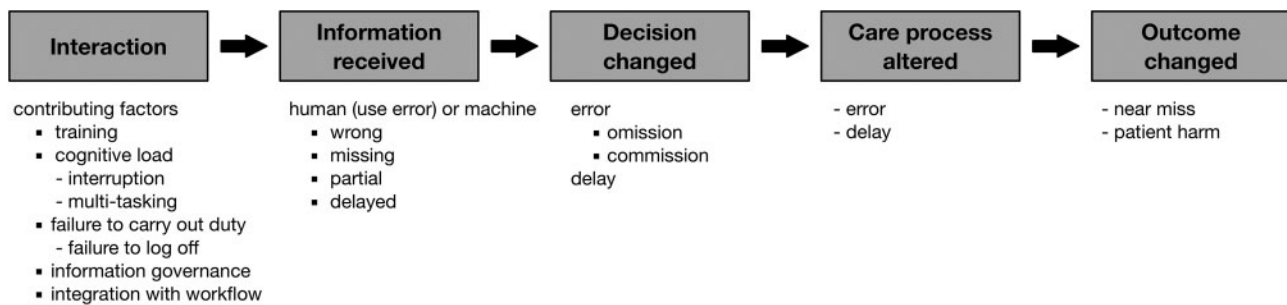 Interaction
Information
received
Decision
changed
Care process
altered
Outcome
changed
contributing factors
▪ training
▪ cognitive load
- interruption
- multi-tasking
▪ failure to carry out duty
- failure to log off
▪ information governance
▪ integration with workflow
human (use error) or machine
▪ wrong
▪ missing
▪ partial
▪ delayed
error
▪ omission
▪ commission
delay
- error
- delay
- near miss
- patient harm